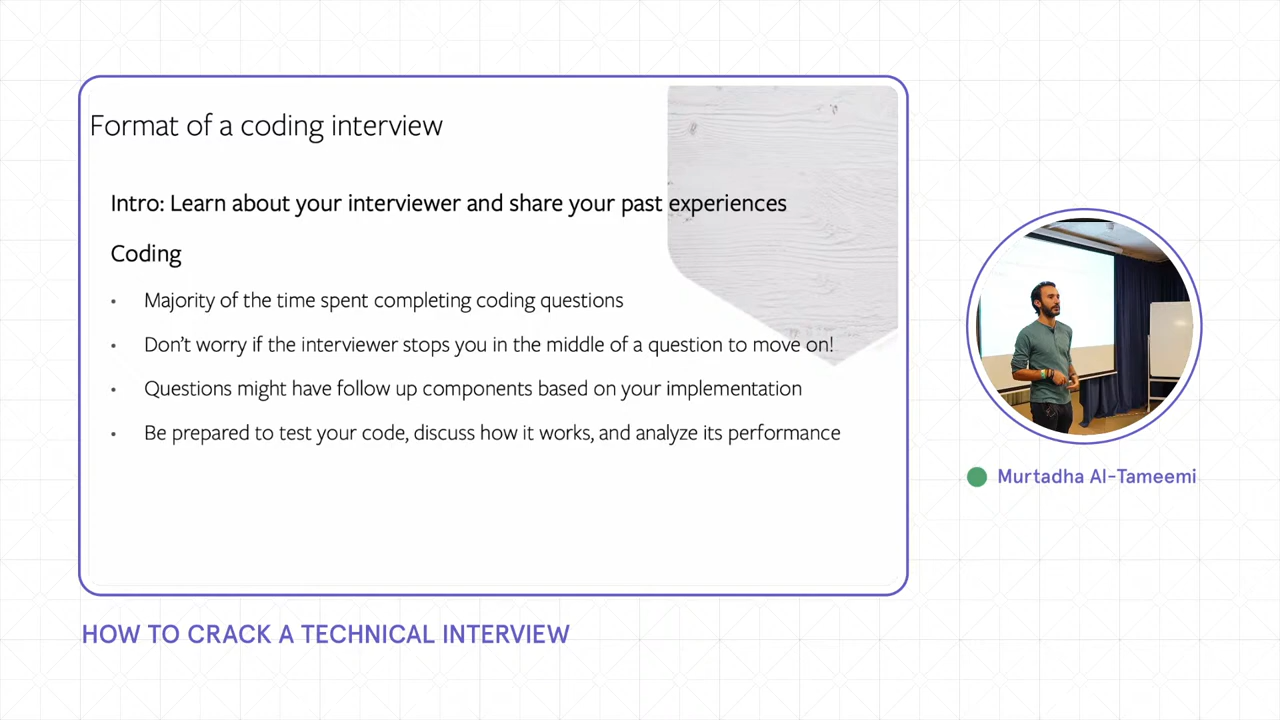 Format of a coding interview
Intro: Learn about your interviewer and share your past experiences
Coding
• Majority of the time spent completing coding questions
• Don't worry if the interviewer stops you in the middle of a question to move on!
• Questions might have follow up components based on your implementation
• Be prepared to test your code, discuss how it works, and analyze its performance
Murtadha Al-Tameemi
HOW TO CRACK A TECHNICAL INTERVIEW